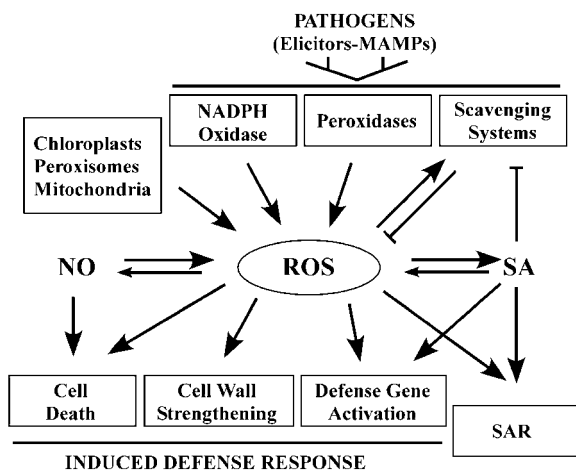 PATHOGENS
(Elicitors-MAMPs)
NADPH
Oxidase
Peroxidases
Scavenging
Systems
Chloroplasts
Peroxisomes
Mitochondria
NO
ROS
SA
Cell
Death
Cell Wall
Strengthening
Defense Gene
Activation
SAR
INDUCED DEFENSE RESPONSE